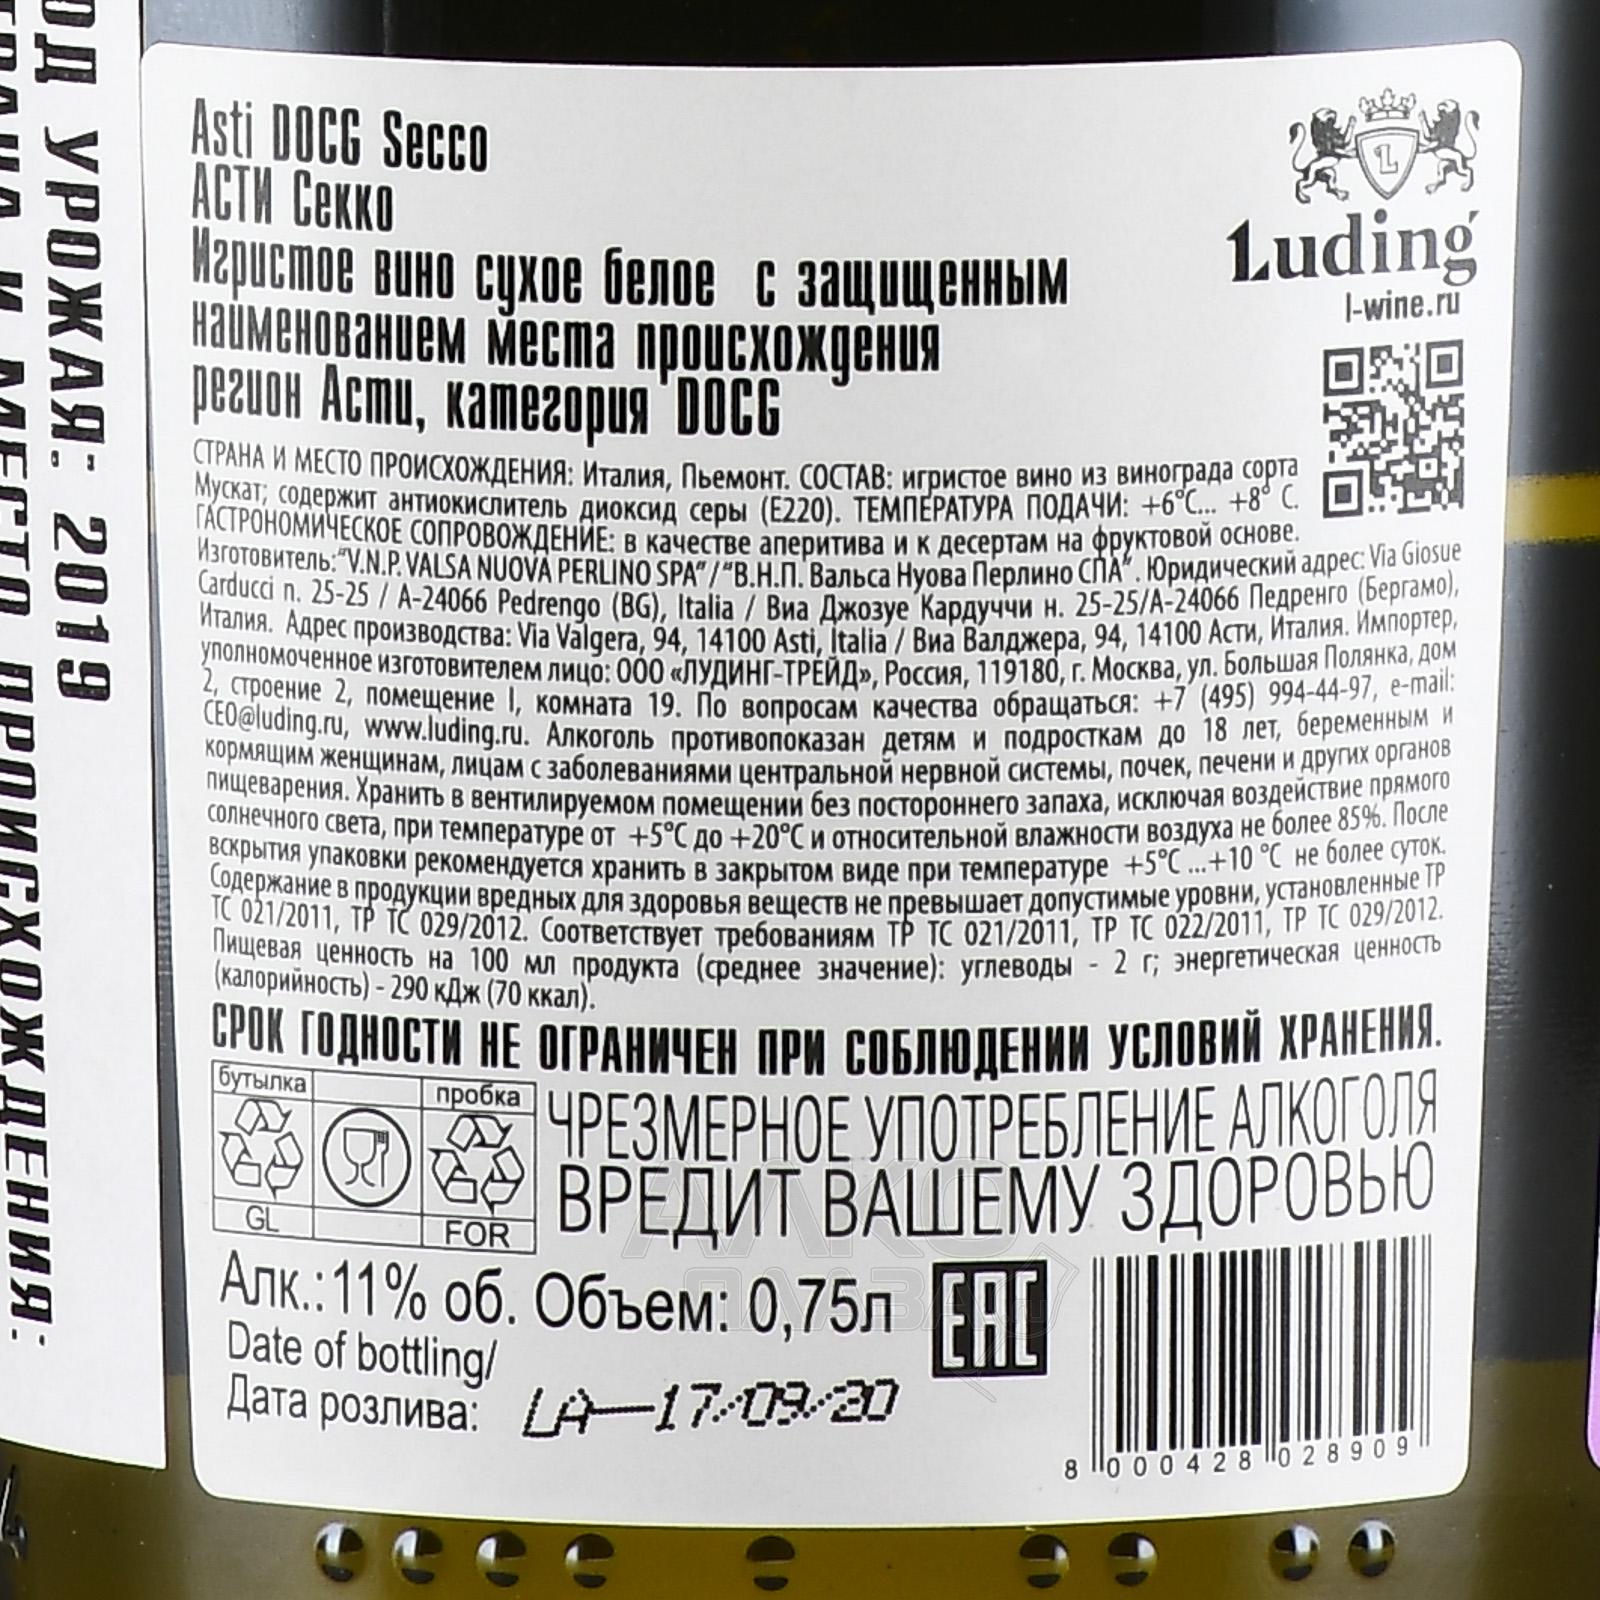 ОД УРОЖАЯ: 2019
ТРАНА И МЕСТО ПРОИСХОЖДЕНИЯ:
Asti DOCG Secco
АСТИ Секко
Игристое вино сухое белое с защищенным
наименованием места происхождения
регион Асти, категория DOCG
Luding
l-wine.ru
СТРАНА И МЕСТО ПРОИСХОЖДЕНИЯ: Италия, Пьемонт. СОСТАВ: игристое вино из винограда сорта
Мускат; содержит антиокислитель диоксид серы (Е220). ТЕМПЕРАТУРА ПОДАЧИ: +6°С... +8° С.
ГАСТРОНОМИЧЕСКОЕ СОПРОВОЖДЕНИЕ: в качестве аперитива и к десертам на фруктовой основе.
Изготовитель:"V.N.P. VALSA NUOVA PERLINO SPA"/"В.Н.П. Вальса Нуова Перлино СПА". Юридический адрес: Via Giosue
Carducci n. 25-25 / A-24066 Pedrengo (BG), Italia / Виа Джозуе Кардуччи н. 25-25/А-24066 Педренго (Бергамо),
Италия. Адрес производства: Via Valgera, 94, 14100 Asti, Italia / Виа Валджера, 94, 14100 Асти, Италия. Импортер,
уполномоченное изготовителем лицо: ООО «ЛУДИНГ-ТРЕЙД», Россия, 119180, г. Москва, ул. Большая Полянка, дом
2, строение 2, помещение I, комната 19. По вопросам качества обращаться: +7 (495) 994-44-97, e-mail:
CEO@luding.ru, www.luding.ru. Алкоголь противопоказан детям и подросткам до 18 лет, беременным и
кормящим женщинам, лицам с заболеваниями центральной нервной системы, почек, печени и других органов
пищеварения. Хранить в вентилируемом помещении без постороннего запаха, исключая воздействие прямого
солнечного света, при температуре от +5°С до +20°С и относительной влажности воздуха не более 85%. После
вскрытия упаковки рекомендуется хранить в закрытом виде при температуре +5°С ...+10 °С не более суток.
Содержание в продукции вредных для здоровья веществ не превышает допустимые уровни, установленные ТР
ТС 021/2011, ТР ТС 029/2012. Соответствует требованиям ТР ТС 021/2011, ТР ТС 022/2011, ТР ТС 029/2012.
Пищевая ценность на 100 мл продукта (среднее значение): углеводы - 2 г; энергетическая ценность
(калорийность) - 290 кДж (70 ккал).
СРОК ГОДНОСТИ НЕ ОГРАНИЧЕН ПРИ СОБЛЮДЕНИИ УСЛОВИЙ ХРАНЕНИЯ.
бутылка пробка
GL FOR
ЧРЕЗМЕРНОЕ УПОТРЕБЛЕНИЕ АЛКОГОЛЯ
ВРЕДИТ ВАШЕМУ ЗДОРОВЬЮ
Алк.: 11% об. Объем: 0,75л
EAC
Date of bottling/
Дата розлива: LA—17/09/20
8 000428 028909